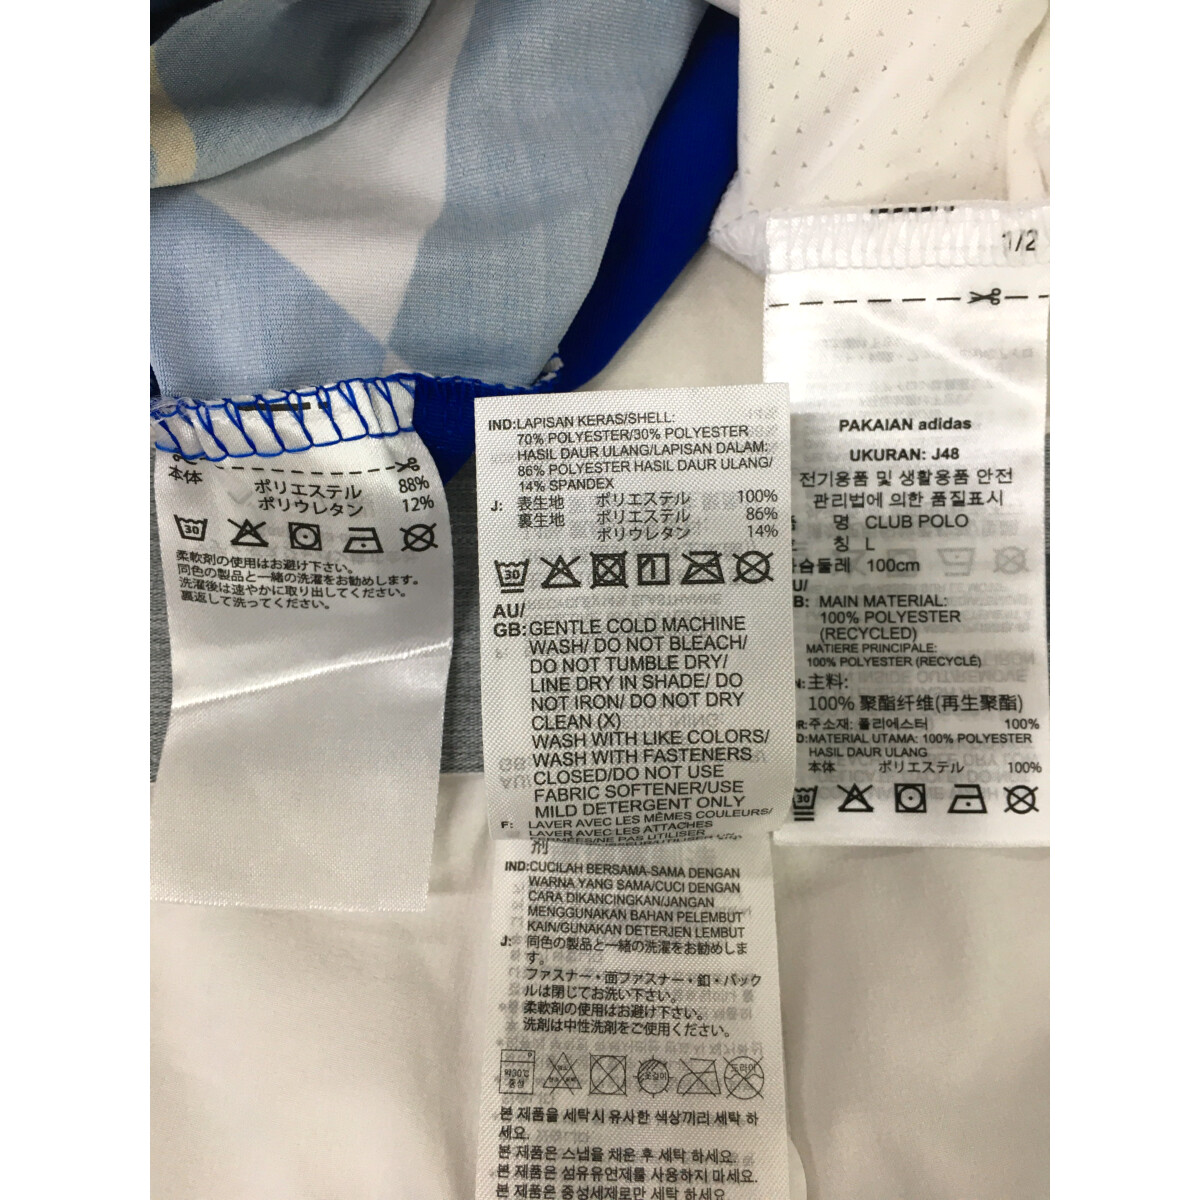 本体
ポリエステル 88%
ポリウレタン 12%
30
柔軟剤の使用はお避け下さい。
同色の製品と一緒の洗濯をお勧めします。
洗濯後は速やかに取り出してください。
裏返して洗ってください。
IND:LAPISAN KERAS/SHELL:
70% POLYESTER/30% POLYESTER
HASIL DAUR ULANG/LAPISAN DALAM:
86% POLYESTER HASIL DAUR ULANG/
14% SPANDEX
J: 表生地 ポリエステル 100%
裏生地 ポリエステル 86%
ポリウレタン 14%
30
AU/
GB:GENTLE COLD MACHINE
WASH/ DO NOT BLEACH/
DO NOT TUMBLE DRY/
LINE DRY IN SHADE/ DO
NOT IRON/ DO NOT DRY
CLEAN (X)
WASH WITH LIKE COLORS/
WASH WITH FASTENERS
CLOSED/DO NOT USE
FABRIC SOFTENER/USE
MILD DETERGENT ONLY
F: LAVER AVEC LES MÊMES COULEURS/
LAVER AVEC LES ATTACHES
剂
IND:CUCILAH BERSAMA-SAMA DENGAN
WARNA YANG SAMA/CUCI DENGAN
CARA DIKANCINGKAN/JANGAN
MENGGUNAKAN BAHAN PELEMBUT
KAIN/GUNAKAN DETERJEN LEMBUT
J: 同色の製品と一緒の洗濯をお勧めしま
す。
ファスナー・面ファスナー・釦・バック
ルは閉じてお洗い下さい。
柔軟剤の使用はお避け下さい。
洗剤は中性洗剤をご使用ください。
약30℃
중성
옷걸이
드라이
본 제품을 세탁시 유사한 색상끼리 세탁 하
세요.
본 제품은 스냅을 채운 후 세탁 하세요.
본 제품은 섬유유연제를 사용하지 마세요.
본 제품은 중성세제로만 세탁 하세요
1/2
PAKAIAN adidas
UKURAN: J48
전기용품 및 생활용품 안전
관리법에 의한 품질표시
명 CLUB POLO
칭 L
슴둘레 100cm
MAIN MATERIAL:
100% POLYESTER
(RECYCLED)
MATIERE PRINCIPALE:
100% POLYESTER (RECYCLÉ)
主料:
100% 聚酯纤维(再生聚酯)
주소재: 폴리에스터 100%
MATERIAL UTAMA: 100% POLYESTER
HASIL DAUR ULANG
本体 ポリエステル 100%
30